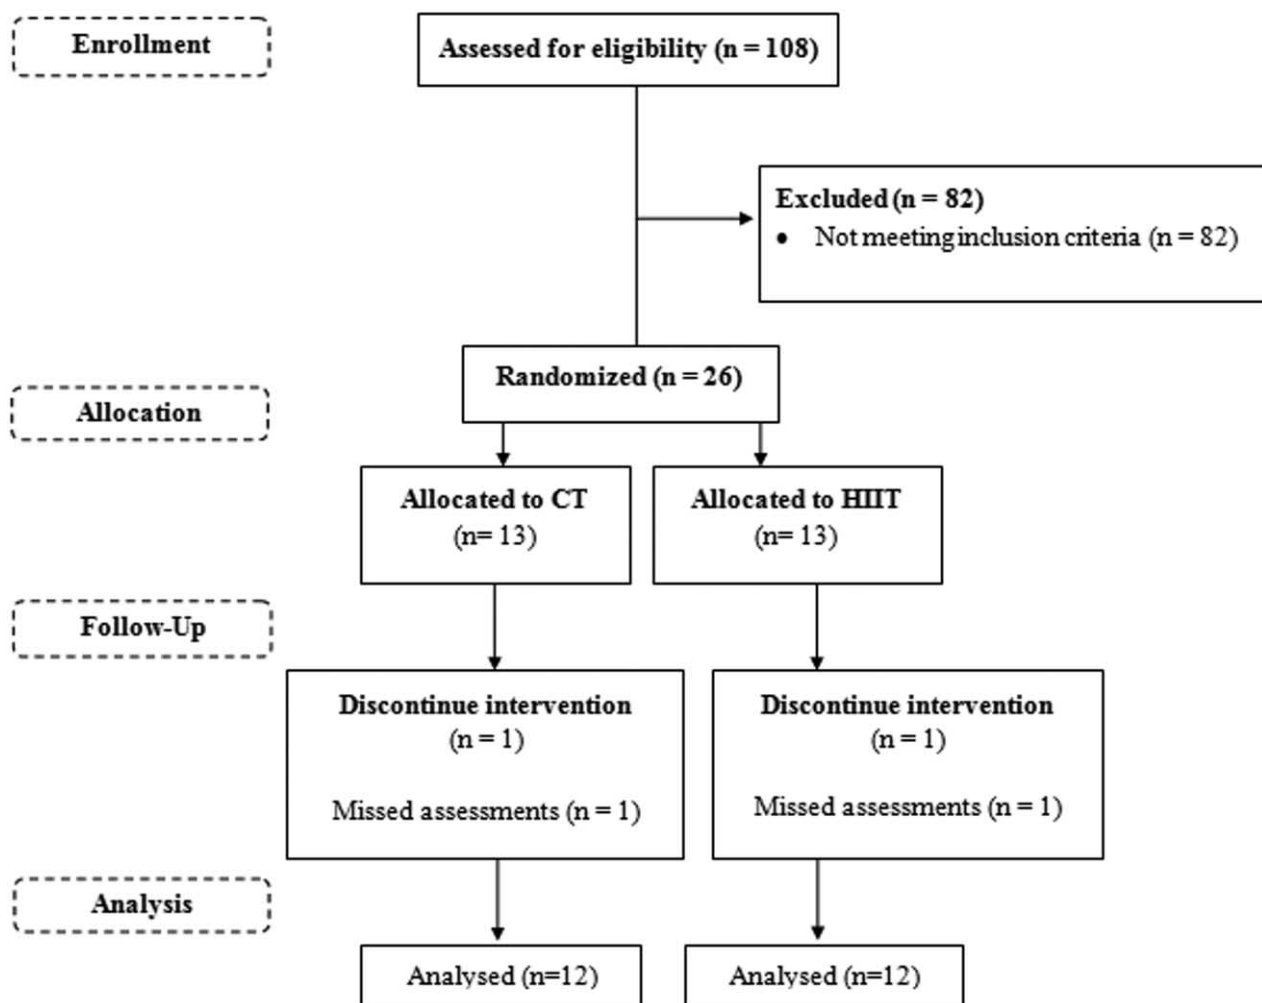 Enrollment
Assessed for eligibility (n = 108)
Excluded (n = 82)
• Not meeting inclusion criteria (n = 82)
Randomized (n = 26)
Allocation
Allocated to CT
(n= 13)
Allocated to HIIT
(n= 13)
Follow-Up
Discontinue intervention
(n = 1)
Missed assessments (n = 1)
Discontinue intervention
(n = 1)
Missed assessments (n = 1)
Analysis
Analysed (n=12)
Analysed (n=12)